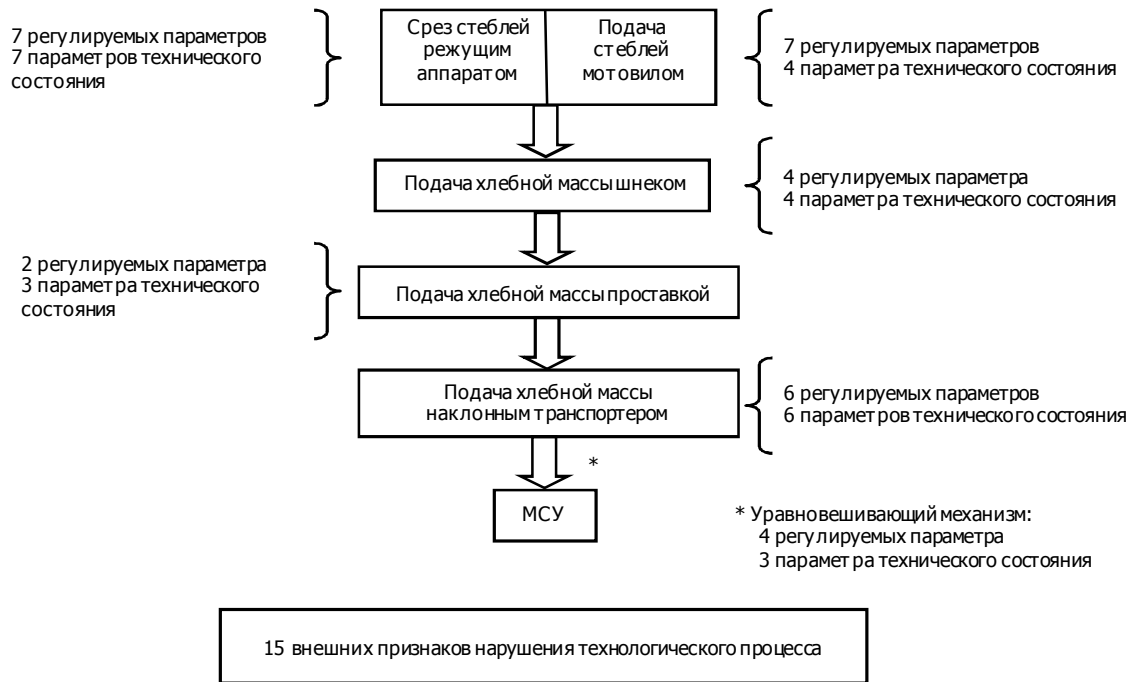 7 регулируемых параметров
7 параметров технического
состояния
Срез стеблей
режущим
аппаратом
Подача
стеблей
мотовилом
7 регулируемых параметров
4 параметра технического состояния
Подача хлебной массы шнеком
4 регулируемых параметра
4 параметра технического состояния
2 регулируемых параметра
3 параметра технического
состояния
Подача хлебной массы проставкой
Подача хлебной массы
наклонным транспортером
6 регулируемых параметров
6 параметров технического состояния
*
МСУ
* Уравновешивающий механизм:
4 регулируемых параметра
3 параметра технического состояния
15 внешних признаков нарушения технологического процесса